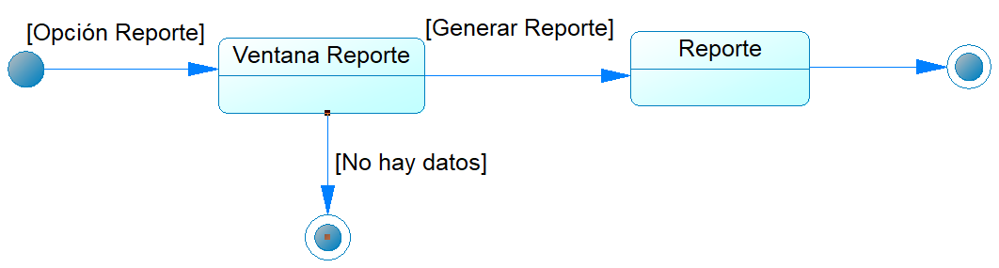 [Opción Reporte]
[Generar Reporte]
Ventana Reporte
Reporte
[No hay datos]